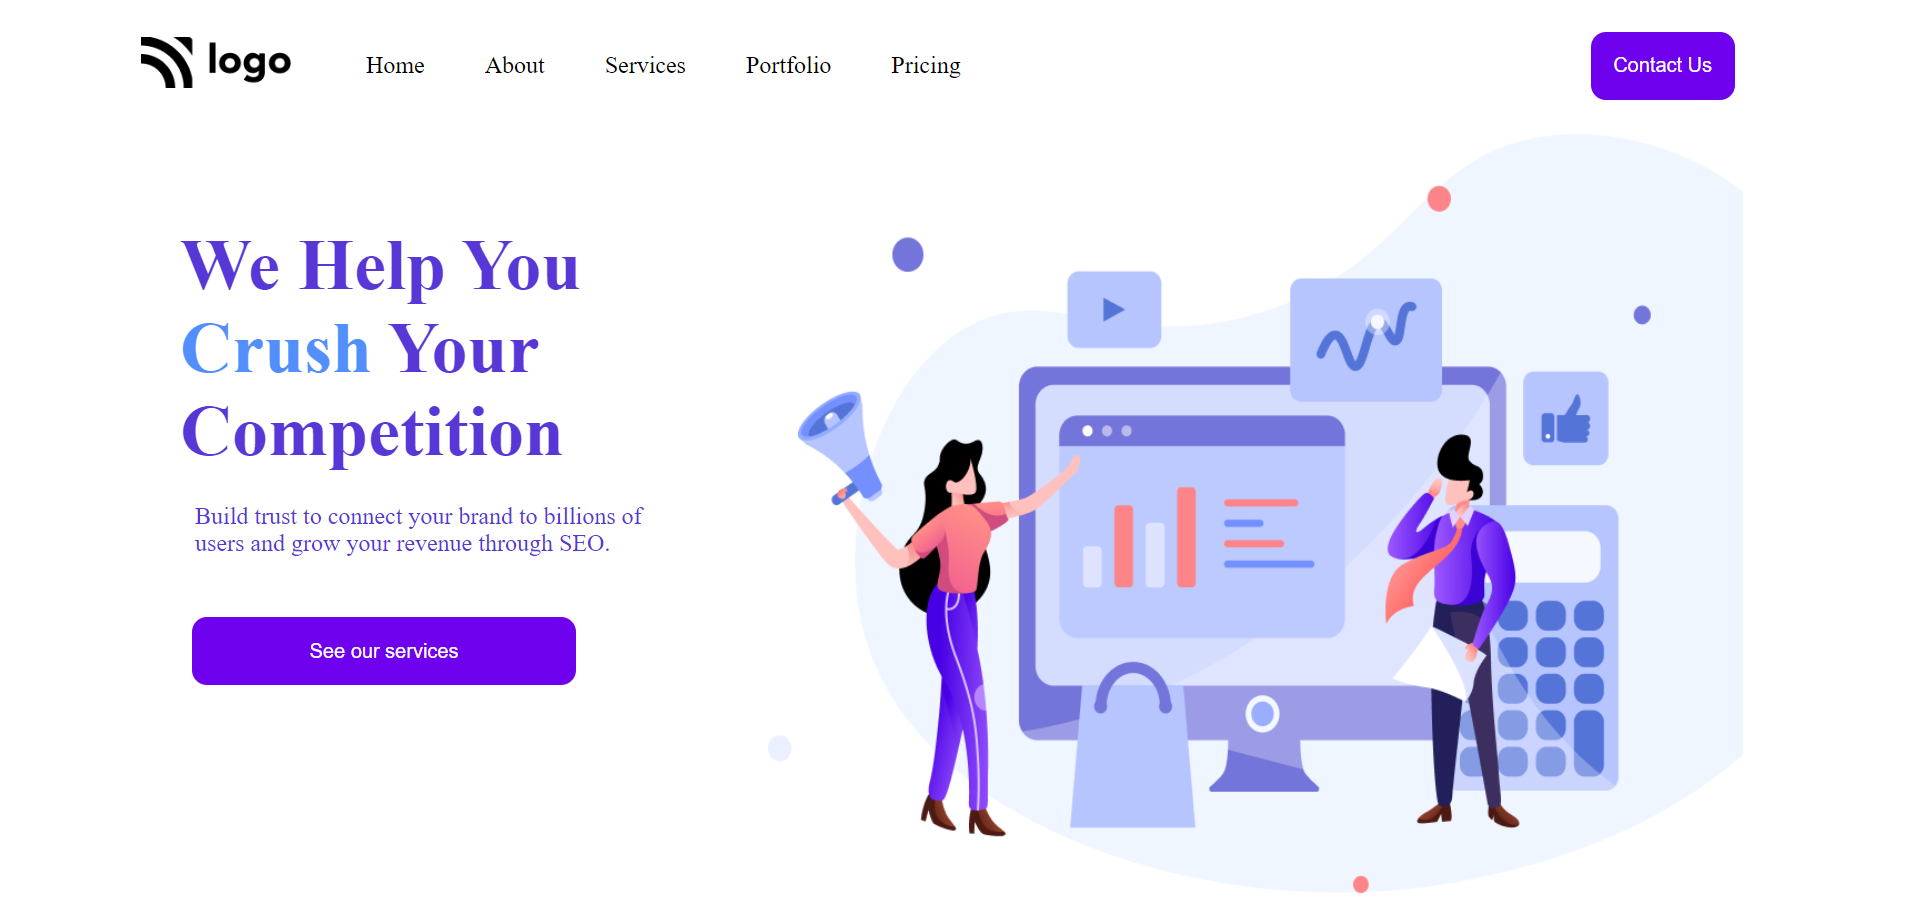 logo
Home About Services Portfolio Pricing
Contact Us
We Help You
Crush Your
Competition
Build trust to connect your brand to billions of
users and grow your revenue through SEO.
See our services